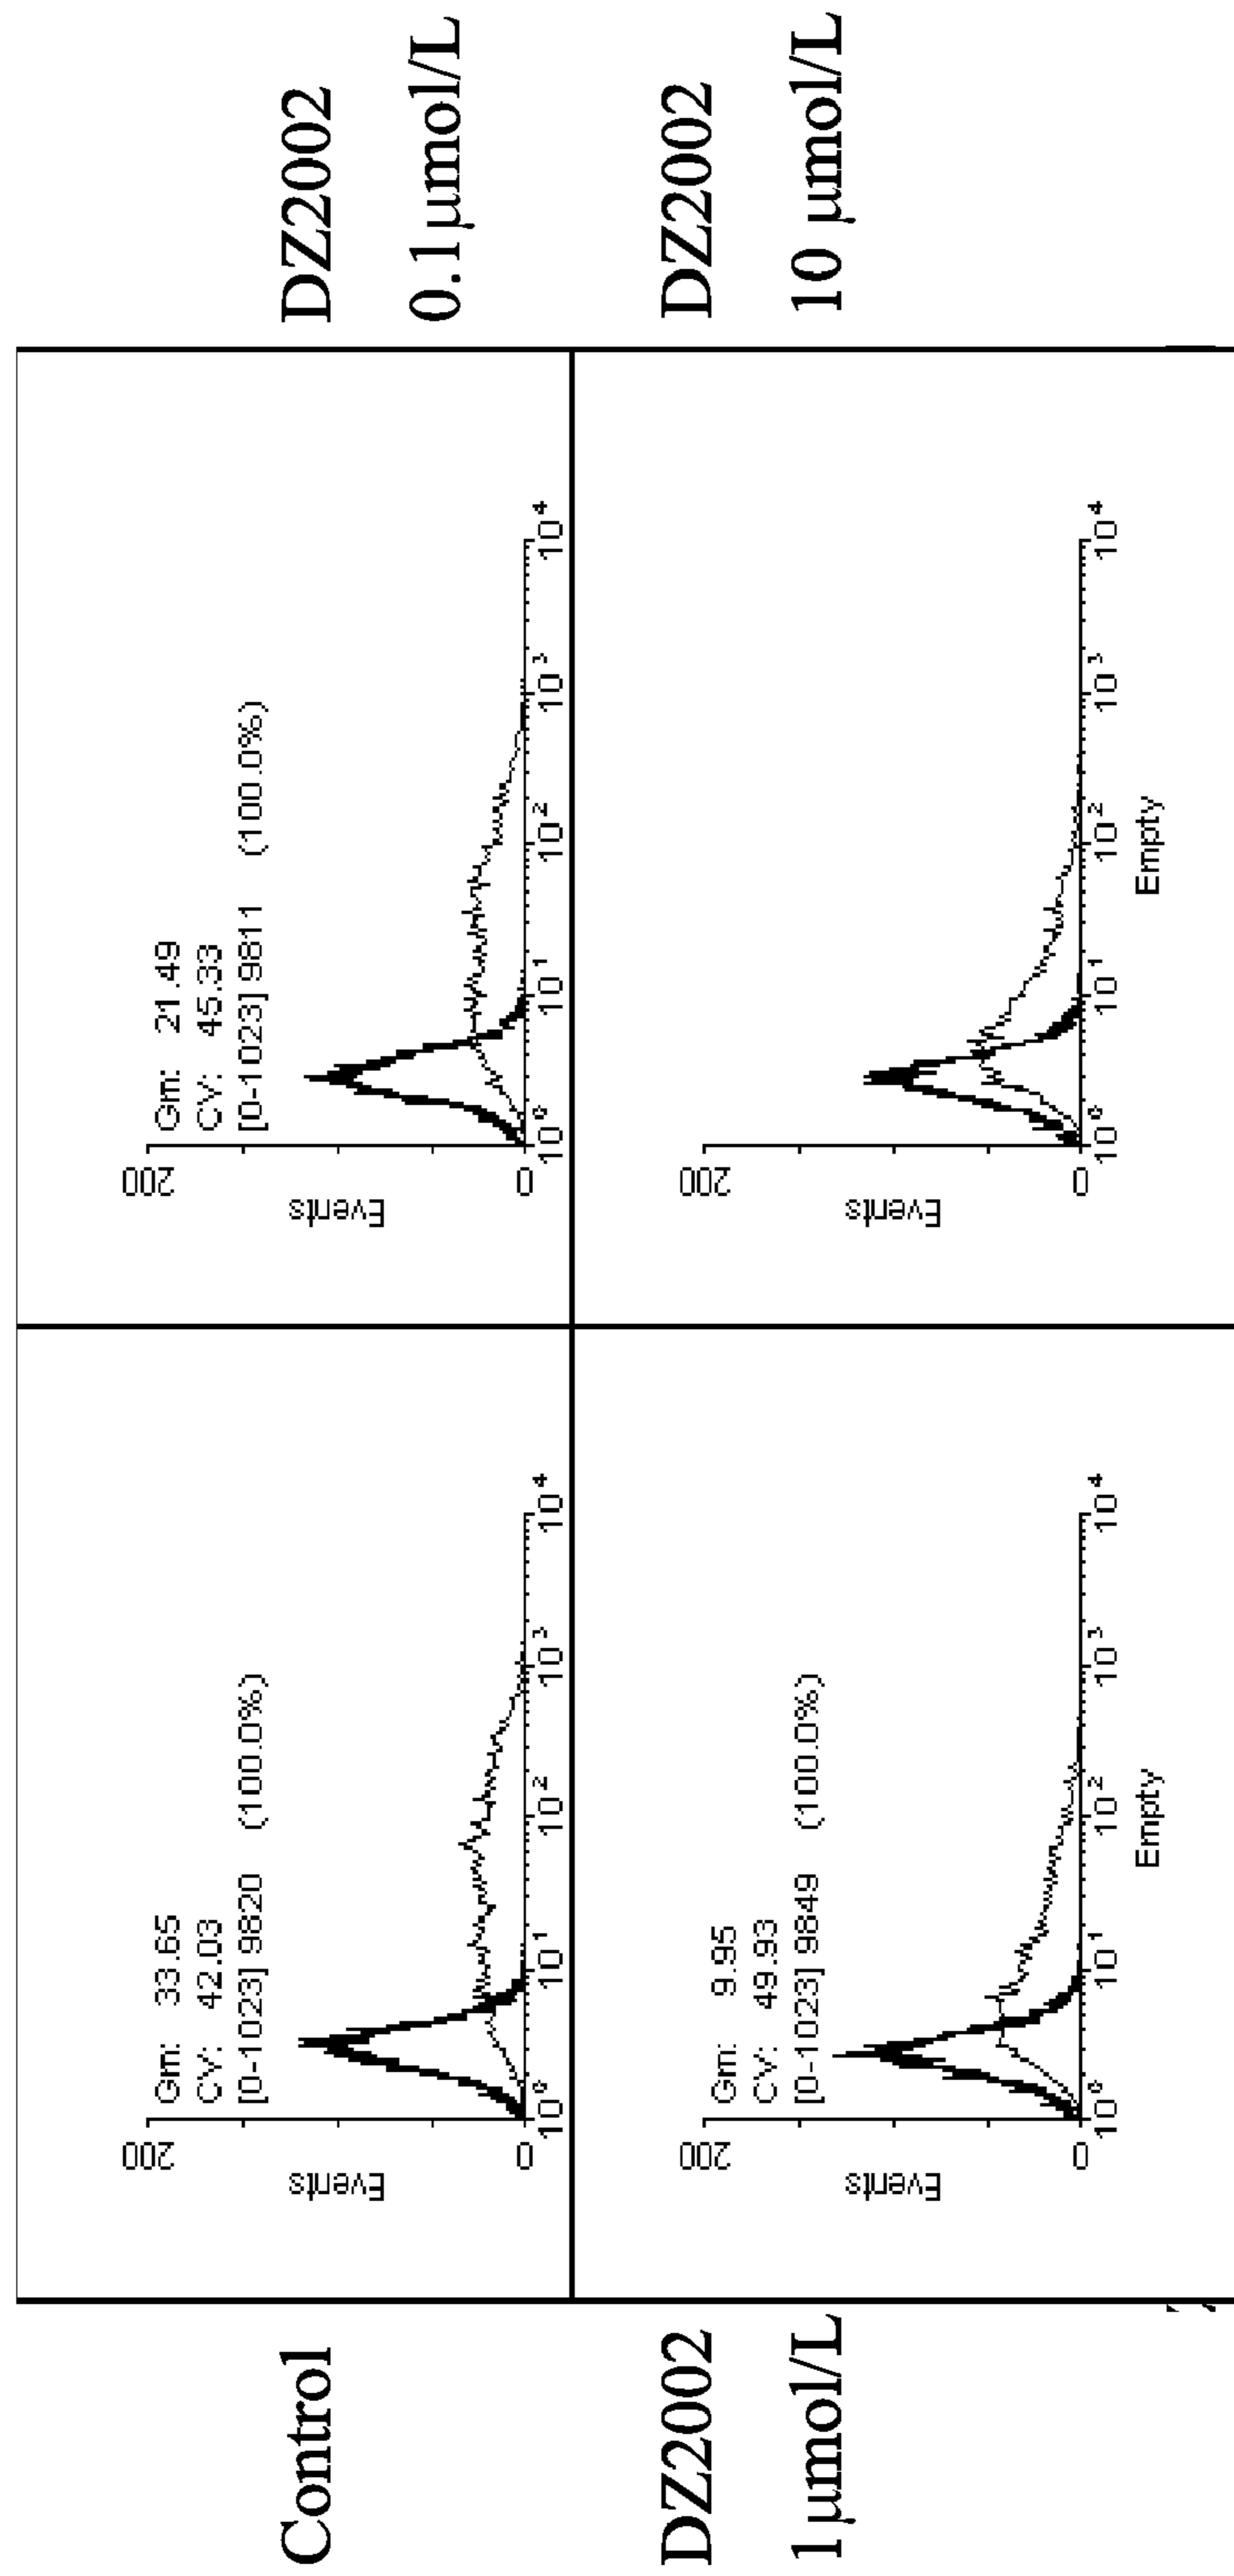 Control
200
Events
0
Gm: 33.65
CV: 42.03
[0-1023] 9820 (100.0%)
10⁰ 10¹ 10² 10³ 10⁴
200
Events
0
Gm: 21.49
CV: 45.33
[0-1023] 9811 (100.0%)
10⁰ 10¹ 10² 10³ 10⁴
DZ2002
0.1μmol/L
DZ2002
1μmol/L
200
Events
0
Gm: 9.95
CV: 49.93
[0-1023] 9849 (100.0%)
10⁰ 10¹ 10² 10³ 10⁴
Empty
200
Events
0
10⁰ 10¹ 10² 10³ 10⁴
Empty
DZ2002
10 μmol/L